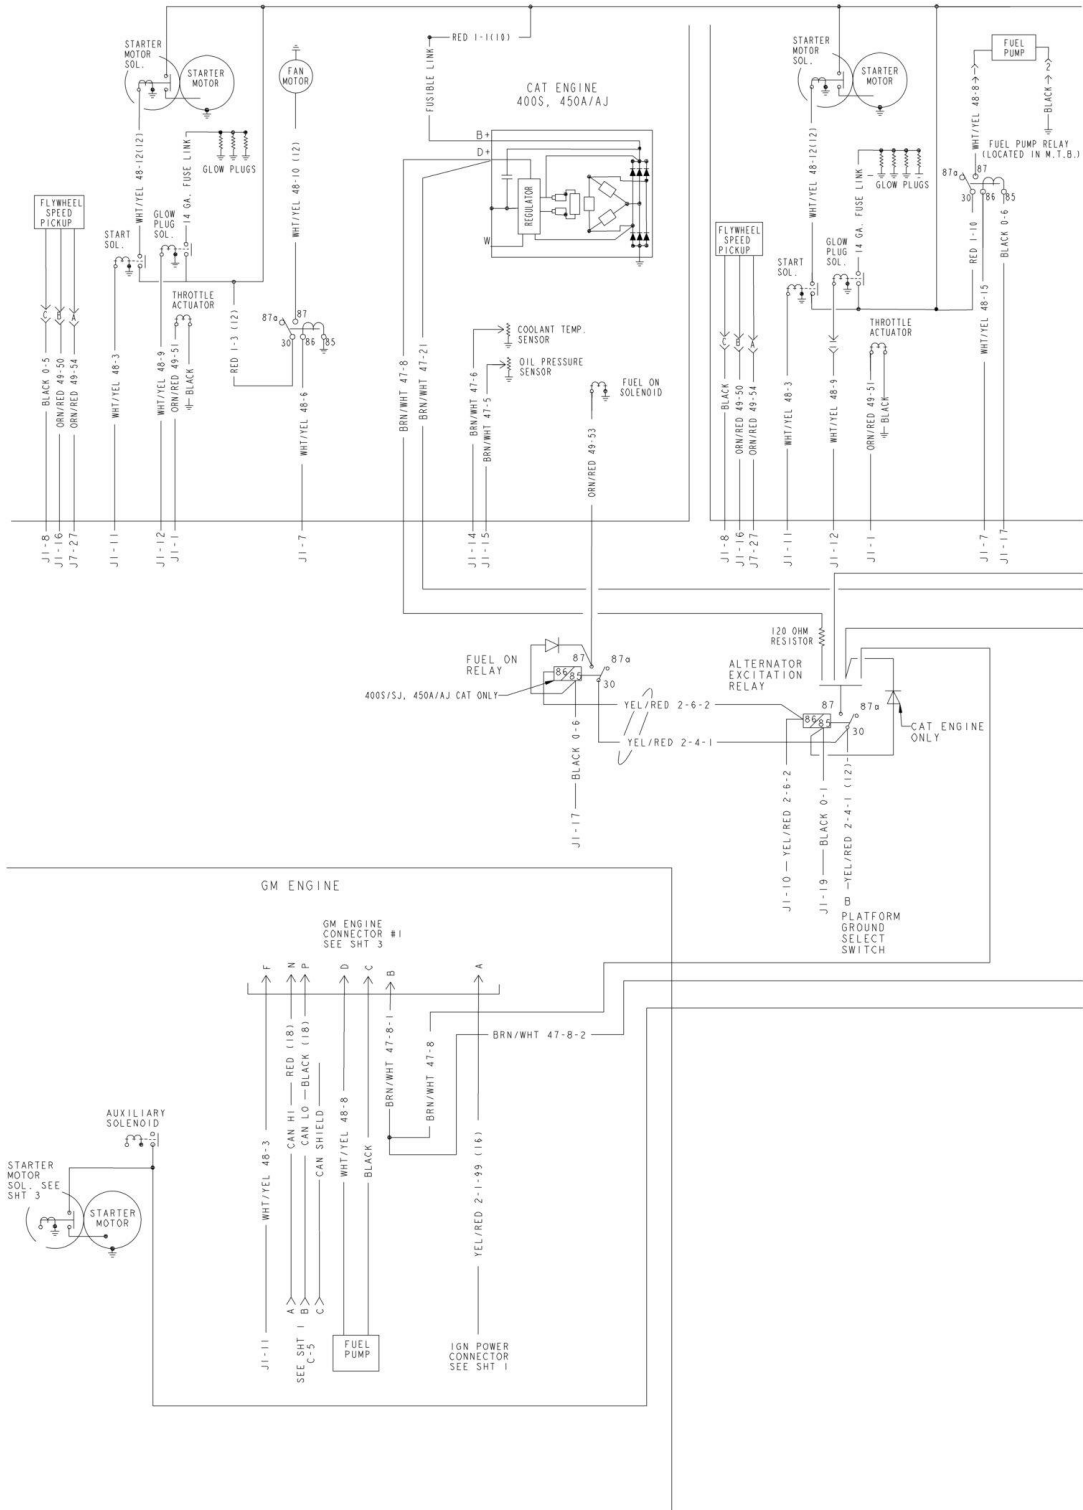 RED 1-1(10)
FUSIBLE LINK
CAT ENGINE
400S, 450A/AJ
STARTER
MOTOR
SOL.
STARTER
MOTOR
FAN
MOTOR
WHT/YEL 48-12(12)
14 GA. FUSE LINK
GLOW PLUGS
WHT/YEL 48-10 (12)
FLYWHEEL
SPEED
PICKUP
START
SOL.
GLOW
PLUG
SOL.
THROTTLE
ACTUATOR
C
B
A
BLACK 0-5
ORN/RED 49-50
ORN/RED 49-54
WHT/YEL 48-3
WHT/YEL 48-9
ORN/RED 49-51
BLACK
RED 1-3 (12)
87a
87
30
86
85
WHT/YEL 48-6
J1-8
J1-16
J7-27
J1-11
J1-12
J1-1
J1-7
B+
D+
W
REGULATOR
BRN/WHT 47-8
BRN/WHT 47-21
COOLANT TEMP.
SENSOR
OIL PRESSURE
SENSOR
BRN/WHT 47-6
BRN/WHT 47-5
J1-14
J1-15
FUEL ON
SOLENOID
ORN/RED 49-53
STARTER
MOTOR
SOL.
STARTER
MOTOR
FUEL
PUMP
1
2
WHT/YEL 48-8
BLACK
FUEL PUMP RELAY
(LOCATED IN M.T.B.)
WHT/YEL 48-12(12)
14 GA. FUSE LINK
GLOW PLUGS
87a
87
30
86
85
RED 1-10
WHT/YEL 48-15
BLACK 0-6
FLYWHEEL
SPEED
PICKUP
START
SOL.
GLOW
PLUG
SOL.
THROTTLE
ACTUATOR
C
B
A
BLACK
ORN/RED 49-50
ORN/RED 49-54
WHT/YEL 48-3
WHT/YEL 48-9
ORN/RED 49-51
BLACK
J1-8
J1-16
J7-27
J1-11
J1-12
J1-1
J1-7
J1-17
FUEL ON
RELAY
87
87a
86
85
30
400S/SJ, 450A/AJ CAT ONLY
YEL/RED 2-6-2
YEL/RED 2-4-1
J1-17
BLACK 0-6
120 OHM
RESISTOR
ALTERNATOR
EXCITATION
RELAY
87
87a
86
85
30
CAT ENGINE
ONLY
J1-10
YEL/RED 2-6-2
J1-19
BLACK 0-1
B
YEL/RED 2-4-1 (12)
PLATFORM
GROUND
SELECT
SWITCH
GM ENGINE
GM ENGINE
CONNECTOR #1
SEE SHT 3
F
N
P
D
C
B
A
WHT/YEL 48-3
CAN HI
RED (18)
CAN LO
BLACK (18)
CAN SHIELD
WHT/YEL 48-8
BLACK
BRN/WHT 47-8-1
BRN/WHT 47-8
BRN/WHT 47-8-2
YEL/RED 2-1-99 (16)
AUXILIARY
SOLENOID
STARTER
MOTOR
SOL. SEE
SHT 3
STARTER
MOTOR
A
B
C
J1-11
SEE SHT 1
C-5
FUEL
PUMP
IGN POWER
CONNECTOR
SEE SHT 1